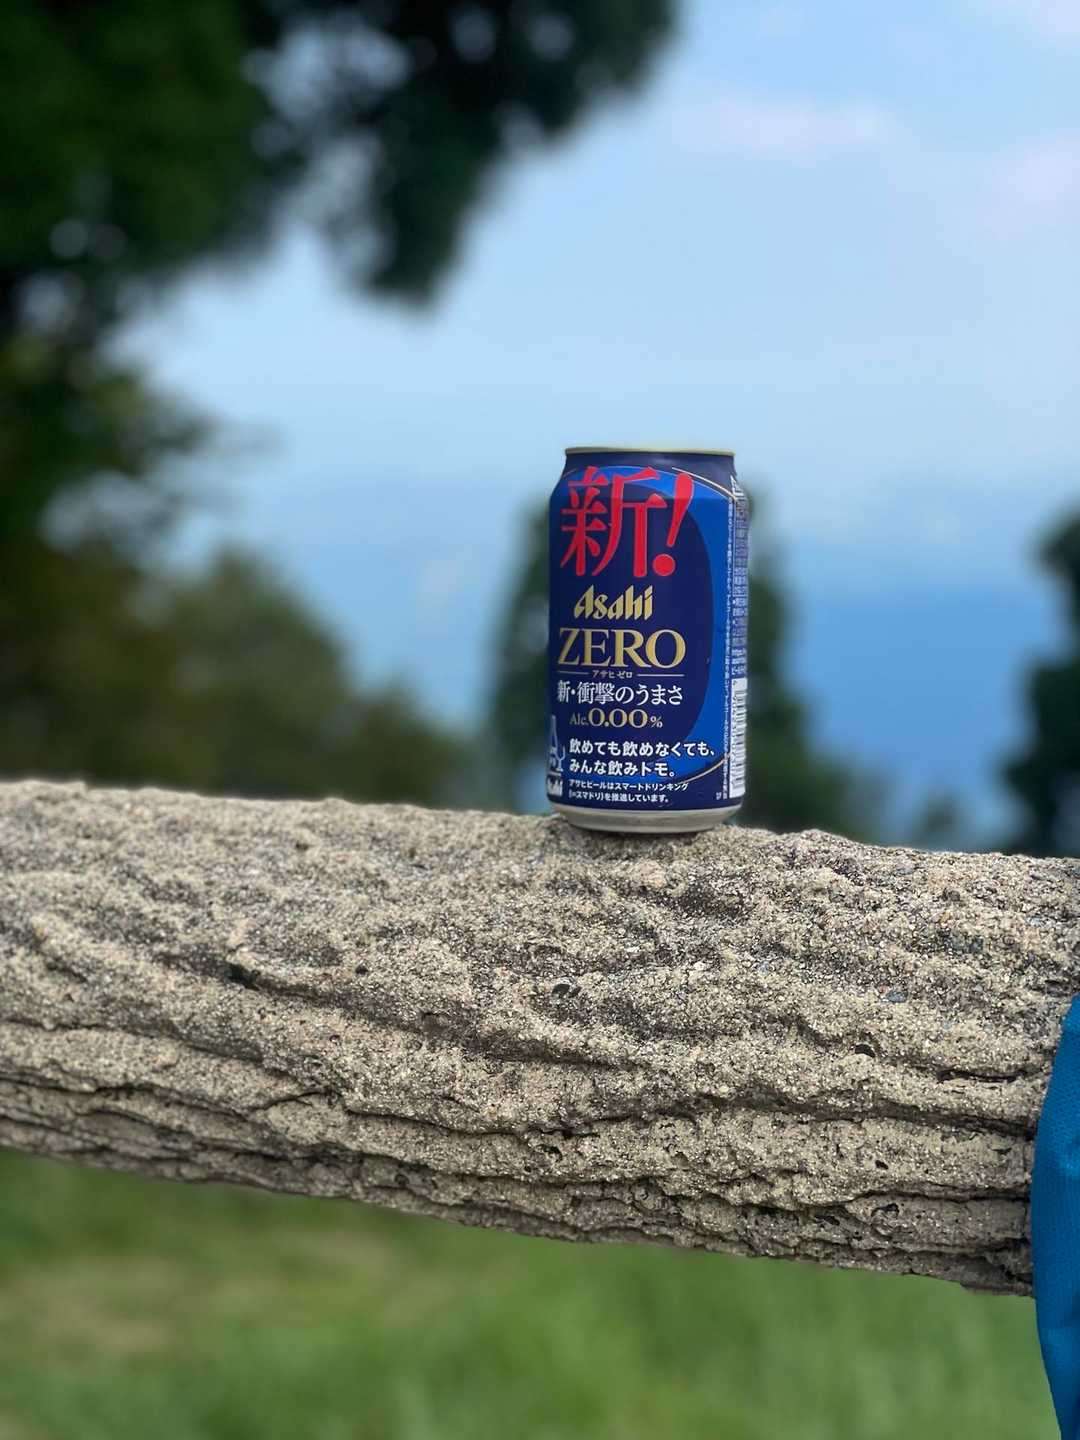 新!
Asahi
ZERO
アサヒ ゼロ
新・衝撃のうまさ
Alc.0.00%
飲めても飲めなくても、
みんな飲みトモ。
アサヒビールはスマートドリンキング
(=スマドリ)を推進しています。